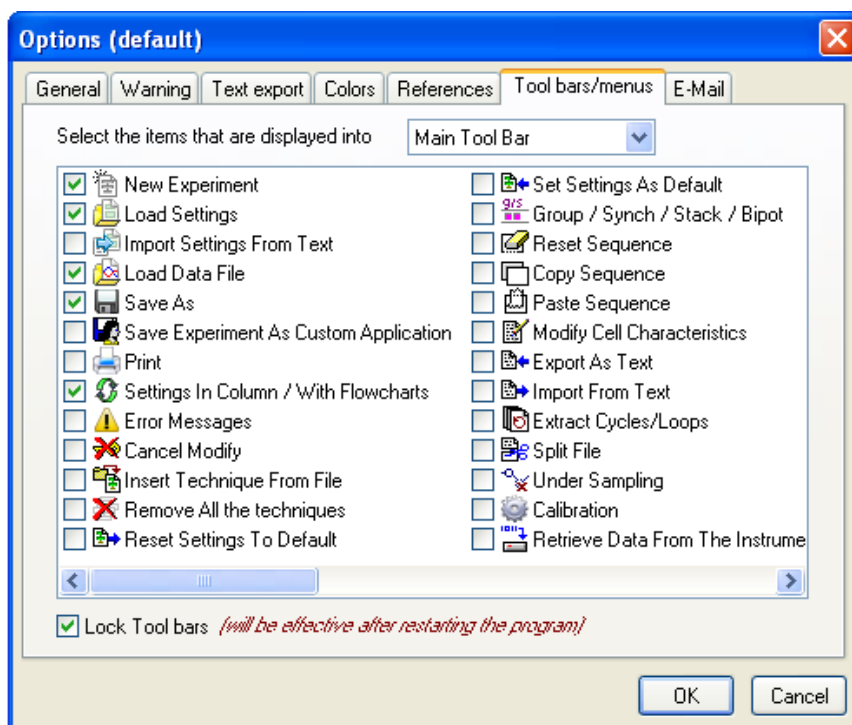 Options (default)
General Warning Text export Colors References Tool bars/menus E-Mail
Select the items that are displayed into Main Tool Bar
New Experiment
Load Settings
Import Settings From Text
Load Data File
Save As
Save Experiment As Custom Application
Print
Settings In Column / With Flowcharts
Error Messages
Cancel Modify
Insert Technique From File
Remove All the techniques
Reset Settings To Default
Set Settings As Default
Group / Synch / Stack / Bipot
Reset Sequence
Copy Sequence
Paste Sequence
Modify Cell Characteristics
Export As Text
Import From Text
Extract Cycles/Loops
Split File
Under Sampling
Calibration
Retrieve Data From The Instrume
Lock Tool bars (will be effective after restarting the program)
OK Cancel